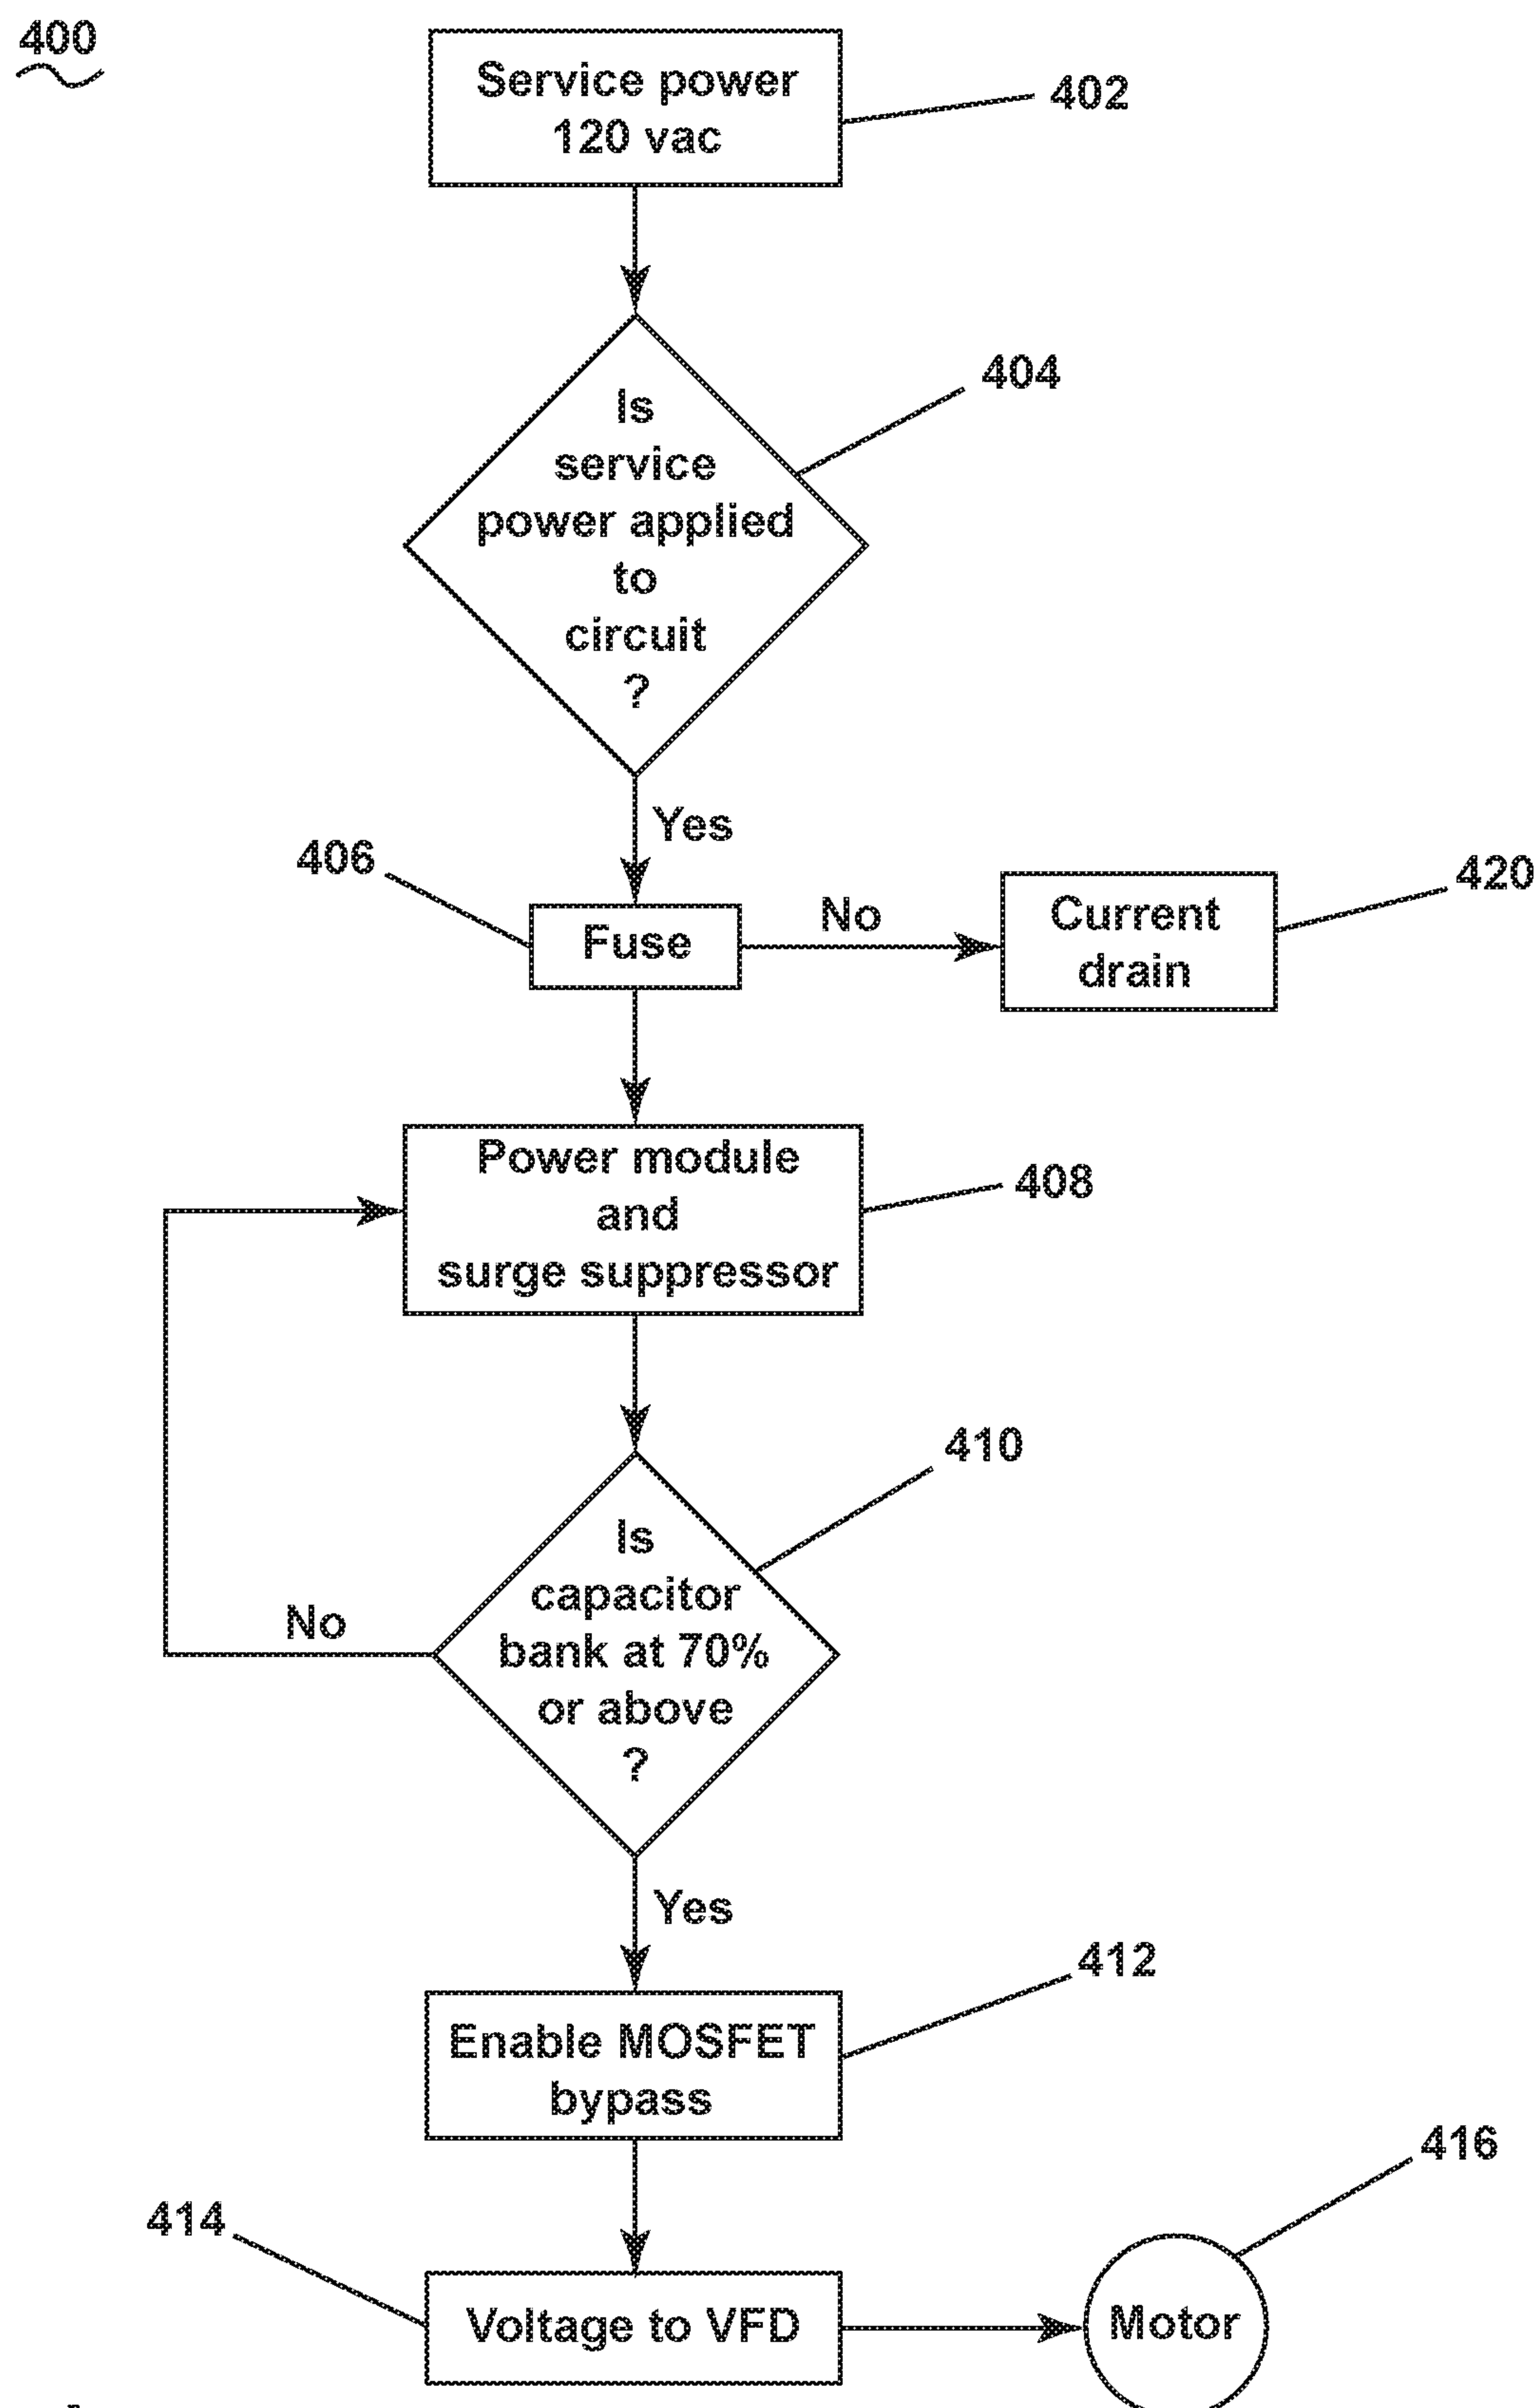 400
Service power
120 vac
402
Is
service
power applied
to
circuit
?
404
Yes
406
Fuse
No
Current
drain
420
Power module
and
surge suppressor
408
Is
capacitor
bank at 70%
or above
?
410
No
Yes
Enable MOSFET
bypass
412
414
Voltage to VFD
Motor
416